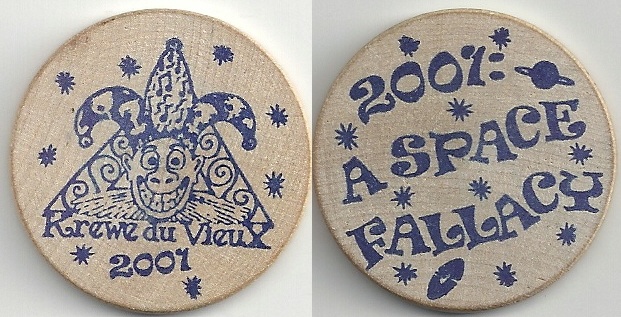 Krewe du Vieux
2001
2001:
A SPACE
FALLACY